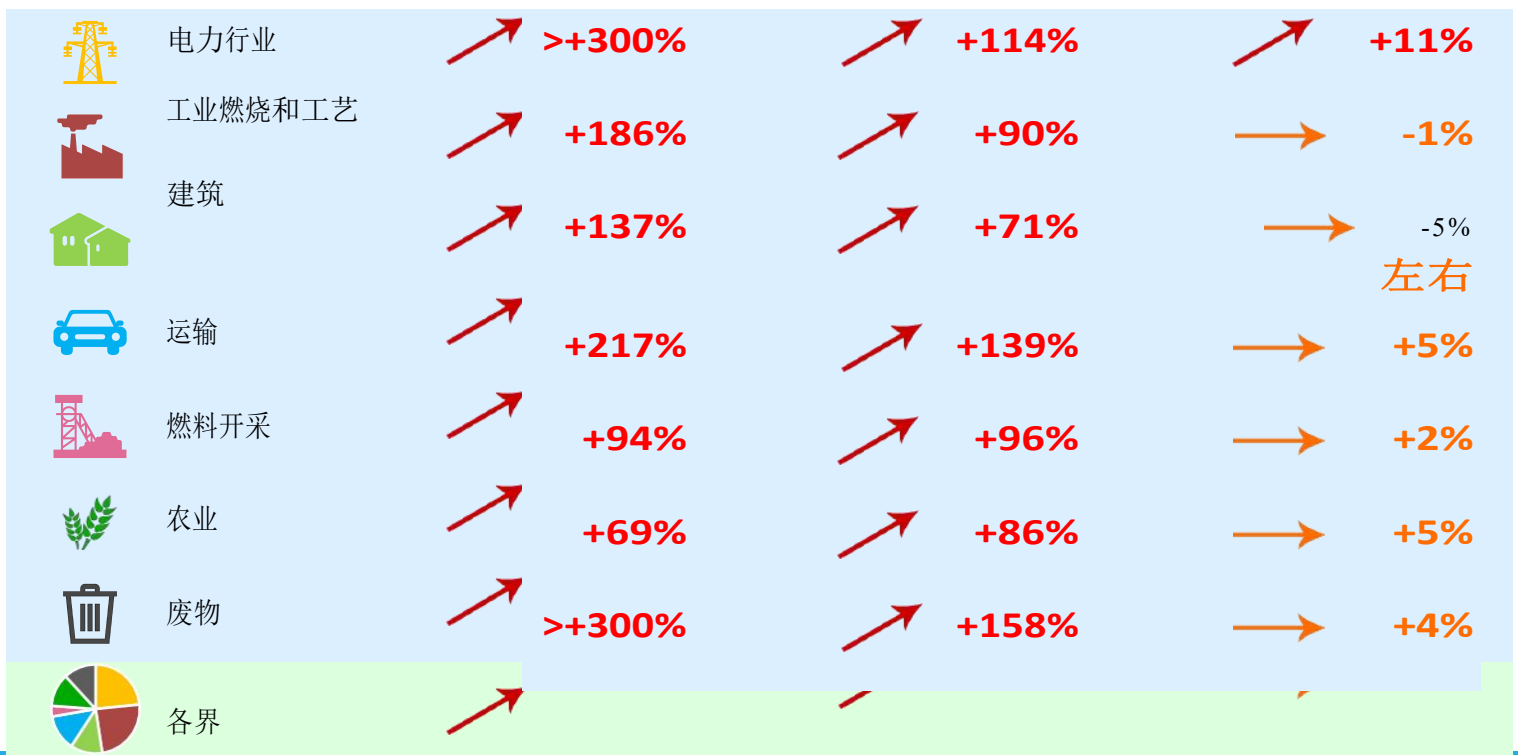 电力行业 >+300% +114% +11%
工业燃烧和工艺 +186% +90% -1%
建筑 +137% +71% -5%
左右
运输 +217% +139% +5%
燃料开采 +94% +96% +2%
农业 +69% +86% +5%
废物 >+300% +158% +4%
各界